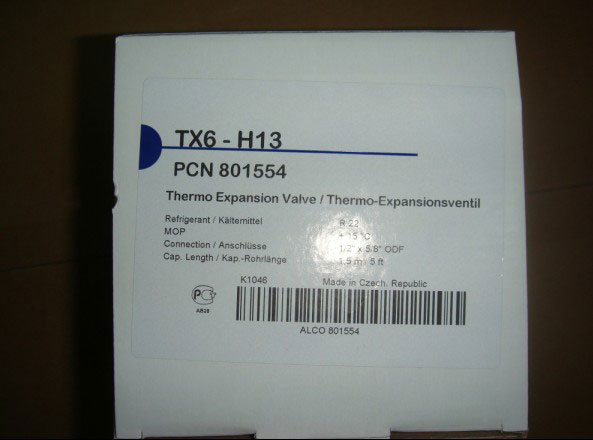 TX6 - H13
PCN 801554
Thermo Expansion Valve / Thermo-Expansionsventil
Refrigerant / Kältemittel R 22
MOP + 15 °C
Connection / Anschlüsse 1/2" x 5/8" ODF
Cap. Length / Kap.-Rohrlänge 1,5 m / 5 ft
K1046 Made in Czech. Republic
AB28
ALCO 801554